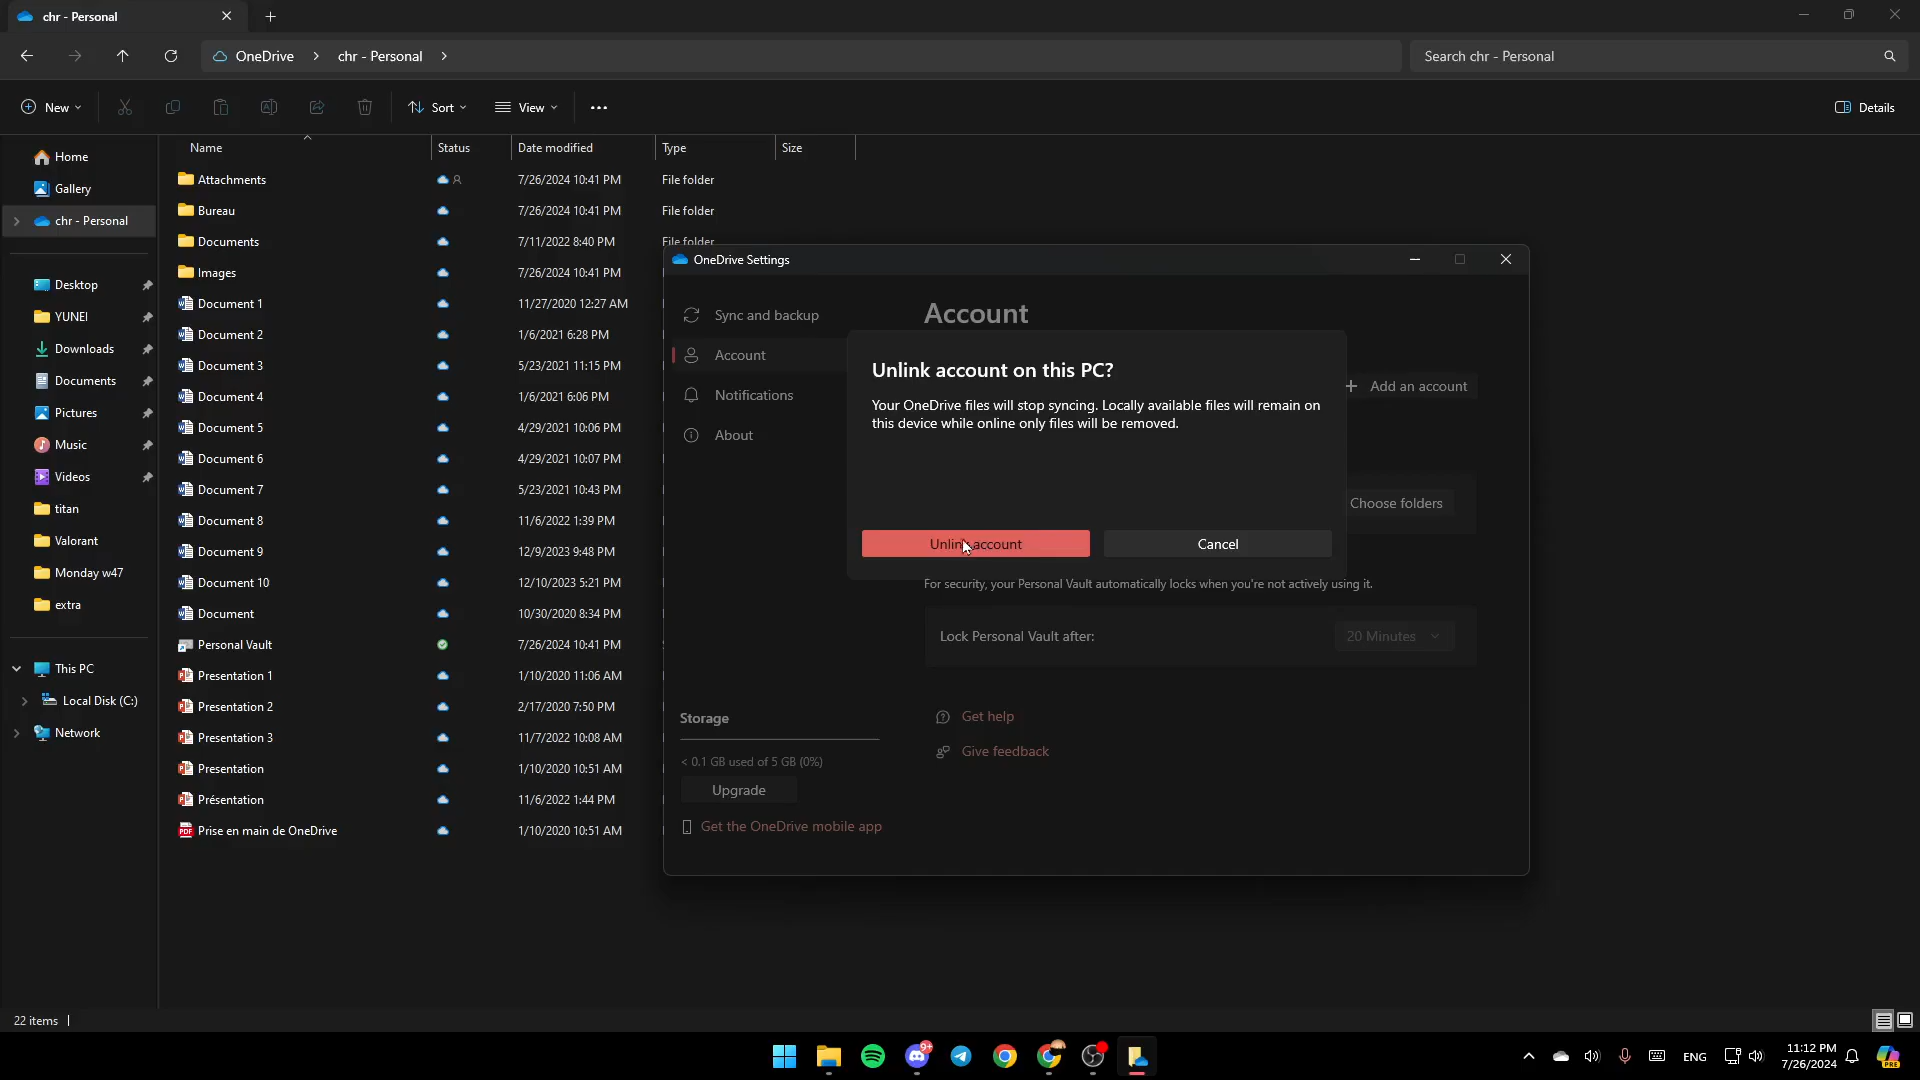 chr - Personal
OneDrive
chr - Personal
Search chr - Personal
New
Sort
View
Details
Home
Gallery
chr - Personal
Desktop
YUNEI
Downloads
Documents
Pictures
Music
Videos
titan
Valorant
Monday w47
extra
This PC
Local Disk (C:)
Network
Name Status Date modified Type Size
Attachments 7/26/2024 10:41 PM File folder
Bureau 7/26/2024 10:41 PM File folder
Documents 7/11/2022 8:40 PM File folder
Images 7/26/2024 10:41 PM
Document 1 11/27/2020 12:27 AM
Document 2 1/6/2021 6:28 PM
Document 3 5/23/2021 11:15 PM
Document 4 1/6/2021 6:06 PM
Document 5 4/29/2021 10:06 PM
Document 6 4/29/2021 10:07 PM
Document 7 5/23/2021 10:43 PM
Document 8 11/6/2022 1:39 PM
Document 9 12/9/2023 9:48 PM
Document 10 12/10/2023 5:21 PM
Document 10/30/2020 8:34 PM
Personal Vault 7/26/2024 10:41 PM
Presentation 1 1/10/2020 11:06 AM
Presentation 2 2/17/2020 7:50 PM
Presentation 3 11/7/2022 10:08 AM
Presentation 1/10/2020 10:51 AM
Présentation 11/6/2022 1:44 PM
PDF Prise en main de OneDrive 1/10/2020 10:51 AM
OneDrive Settings
Sync and backup
Account
Notifications
About
Storage
< 0.1 GB used of 5 GB (0%)
Upgrade
Get the OneDrive mobile app
Account
Add an account
Choose folders
Unlink account on this PC?
Your OneDrive files will stop syncing. Locally available files will remain on
this device while online only files will be removed.
Unlink account
Cancel
For security, your Personal Vault automatically locks when you're not actively using it.
Lock Personal Vault after:
20 Minutes
Get help
Give feedback
22 items
9+
ENG
11:12 PM
7/26/2024
PRE